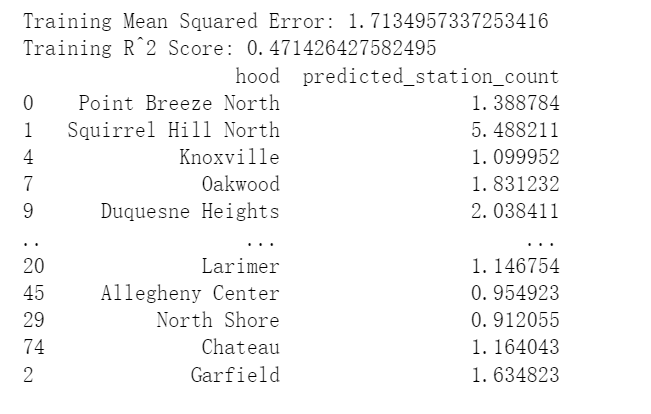 Training Mean Squared Error: 1.7134957337253416
Training R^2 Score: 0.471426427582495
hood predicted_station_count
0 Point Breeze North 1.388784
1 Squirrel Hill North 5.488211
4 Knoxville 1.099952
7 Oakwood 1.831232
9 Duquesne Heights 2.038411
.. ... ...
20 Larimer 1.146754
45 Allegheny Center 0.954923
29 North Shore 0.912055
74 Chateau 1.164043
2 Garfield 1.634823